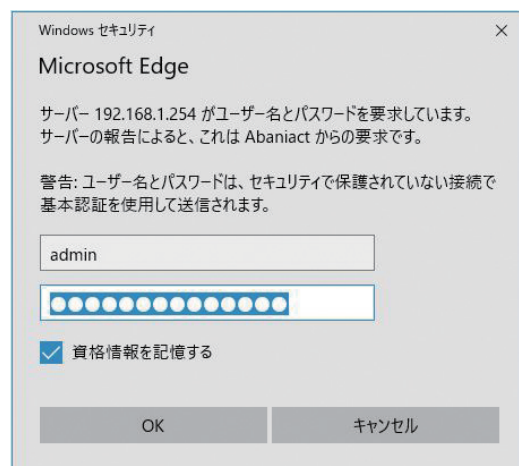 Windows セキュリティ
Microsoft Edge
サーバー 192.168.1.254 がユーザー名とパスワードを要求しています。
サーバーの報告によると、これは Abaniact からの要求です。
警告: ユーザー名とパスワードは、セキュリティで保護されていない接続で
基本認証を使用して送信されます。
admin
●●●●●●●●●●●●●●
資格情報を記憶する
OK
キャンセル